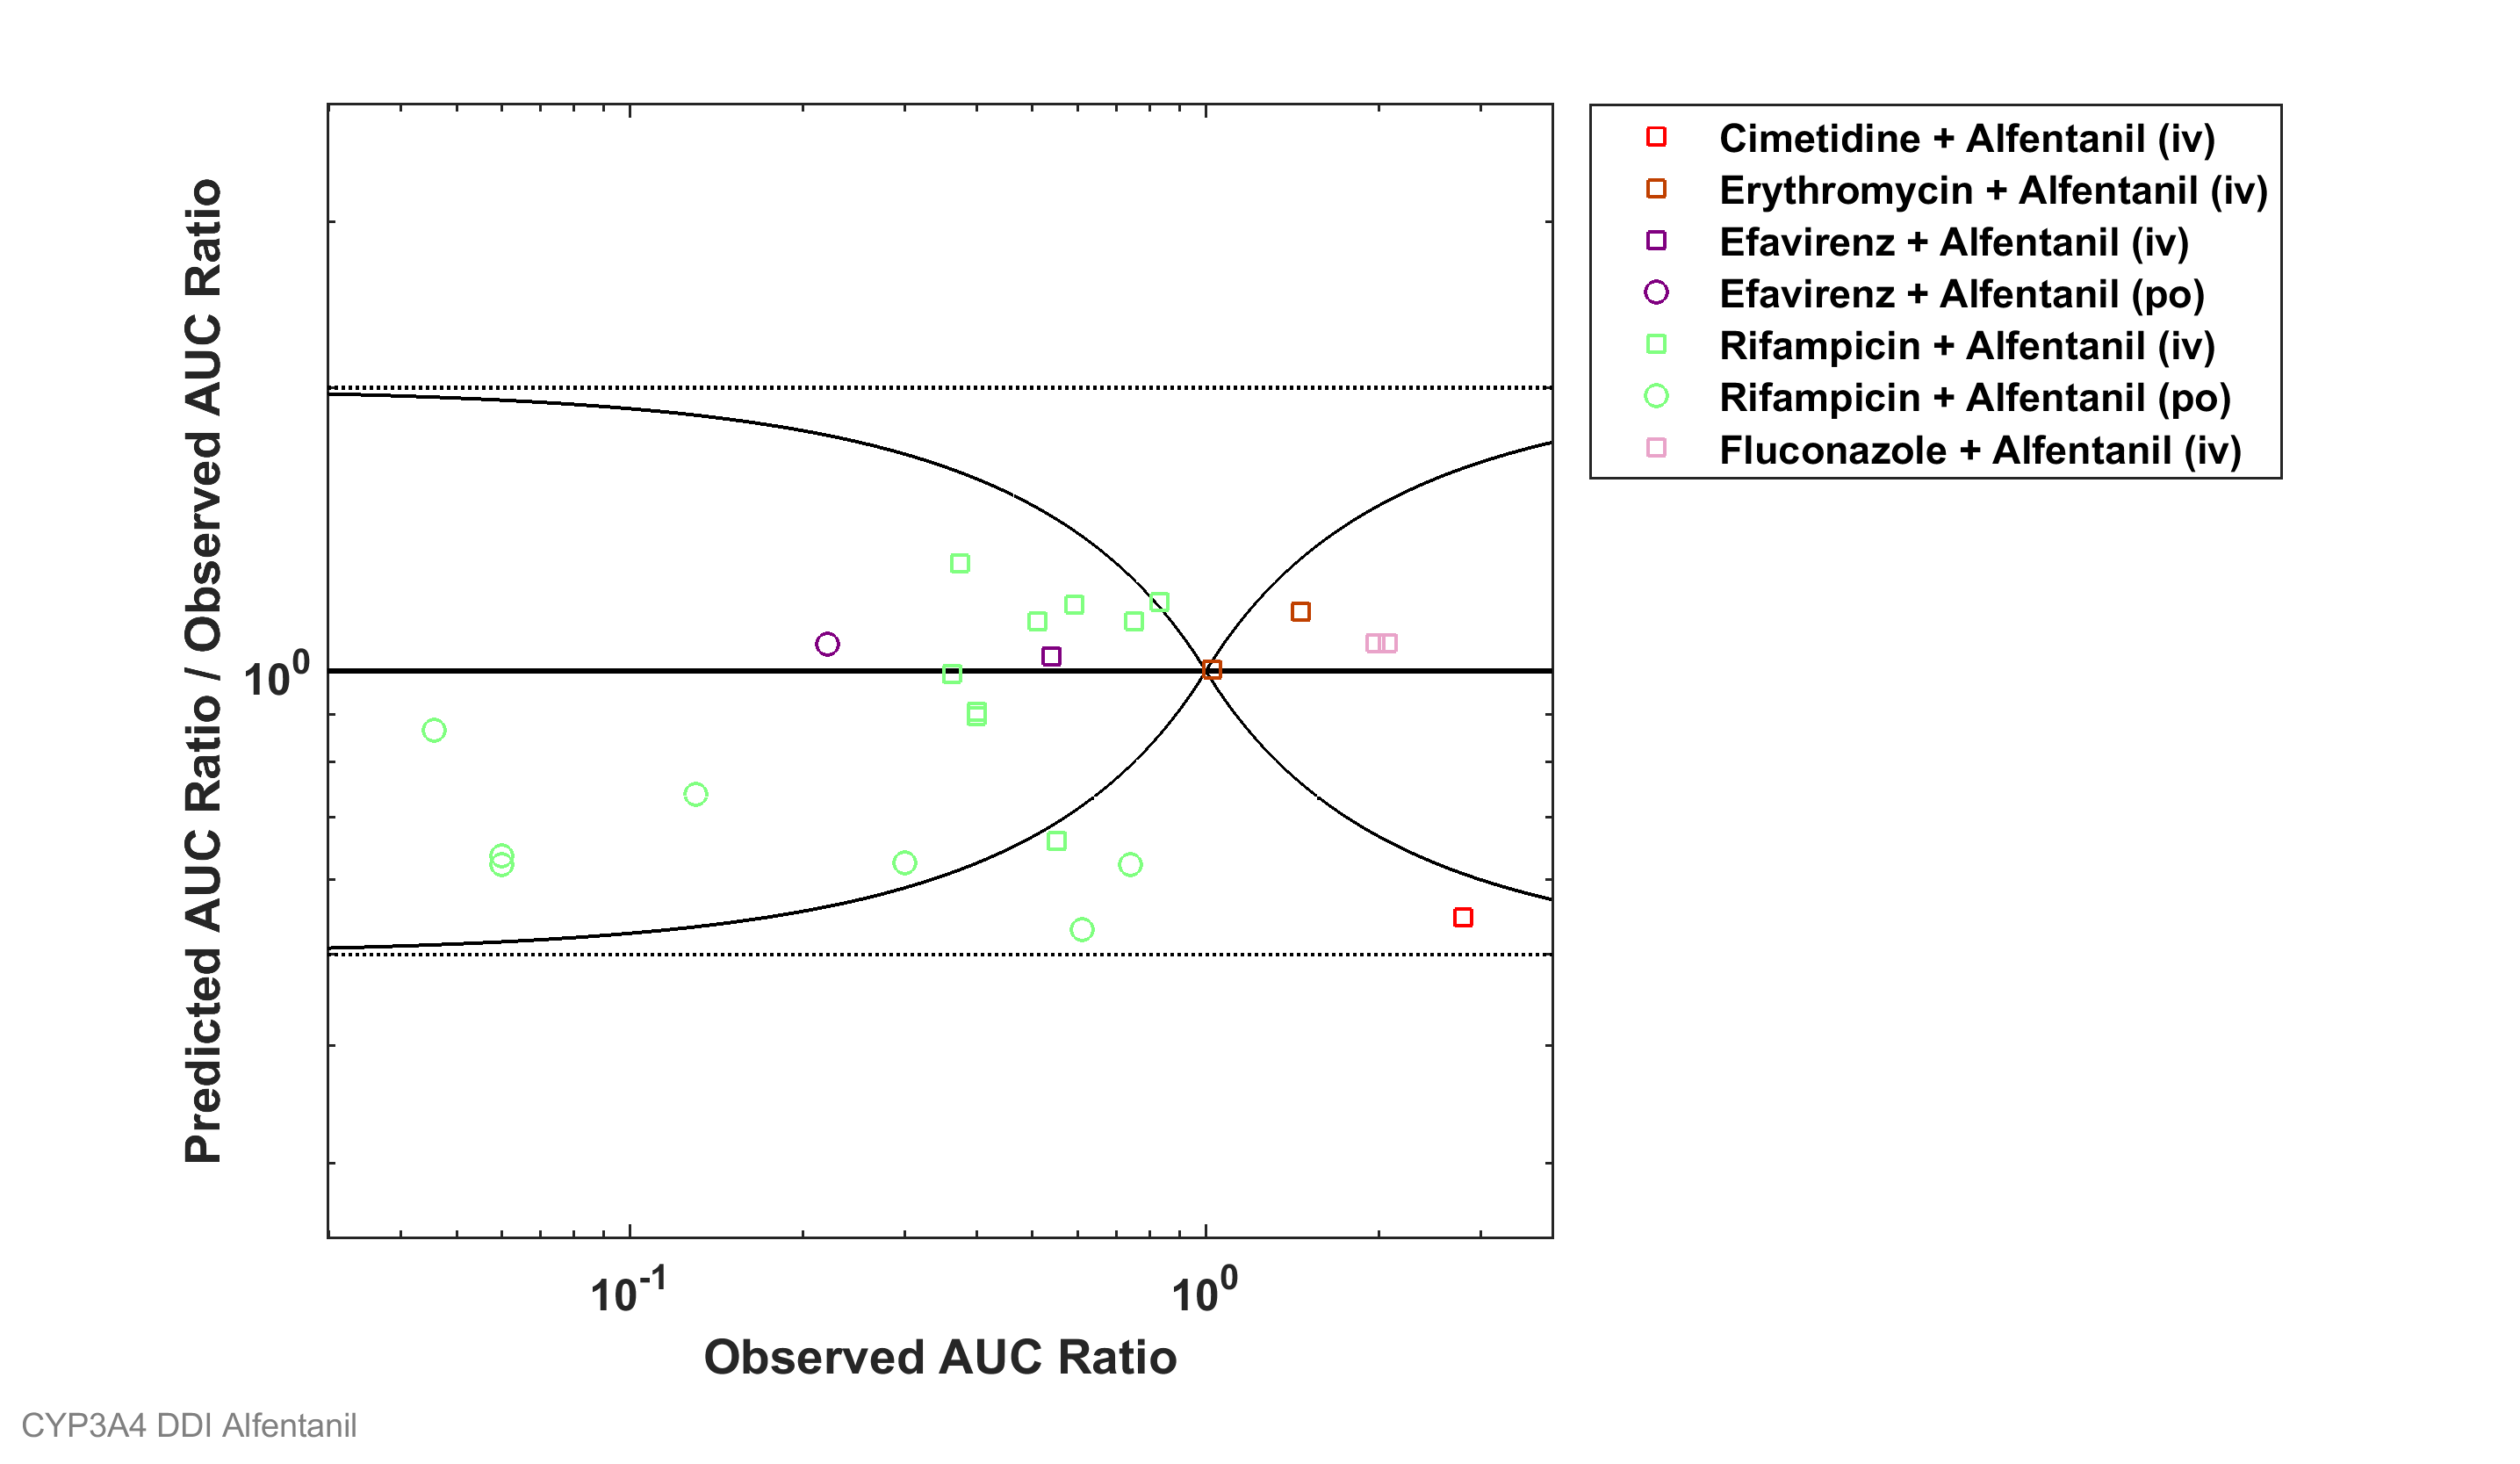 Cimetidine + Alfentanil (iv)
Erythromycin + Alfentanil (iv)
Efavirenz + Alfentanil (iv)
Efavirenz + Alfentanil (po)
Rifampicin + Alfentanil (iv)
Rifampicin + Alfentanil (po)
Fluconazole + Alfentanil (iv)
Predicted AUC Ratio / Observed AUC Ratio
10^0
10^-1
10^0
Observed AUC Ratio
CYP3A4 DDI Alfentanil